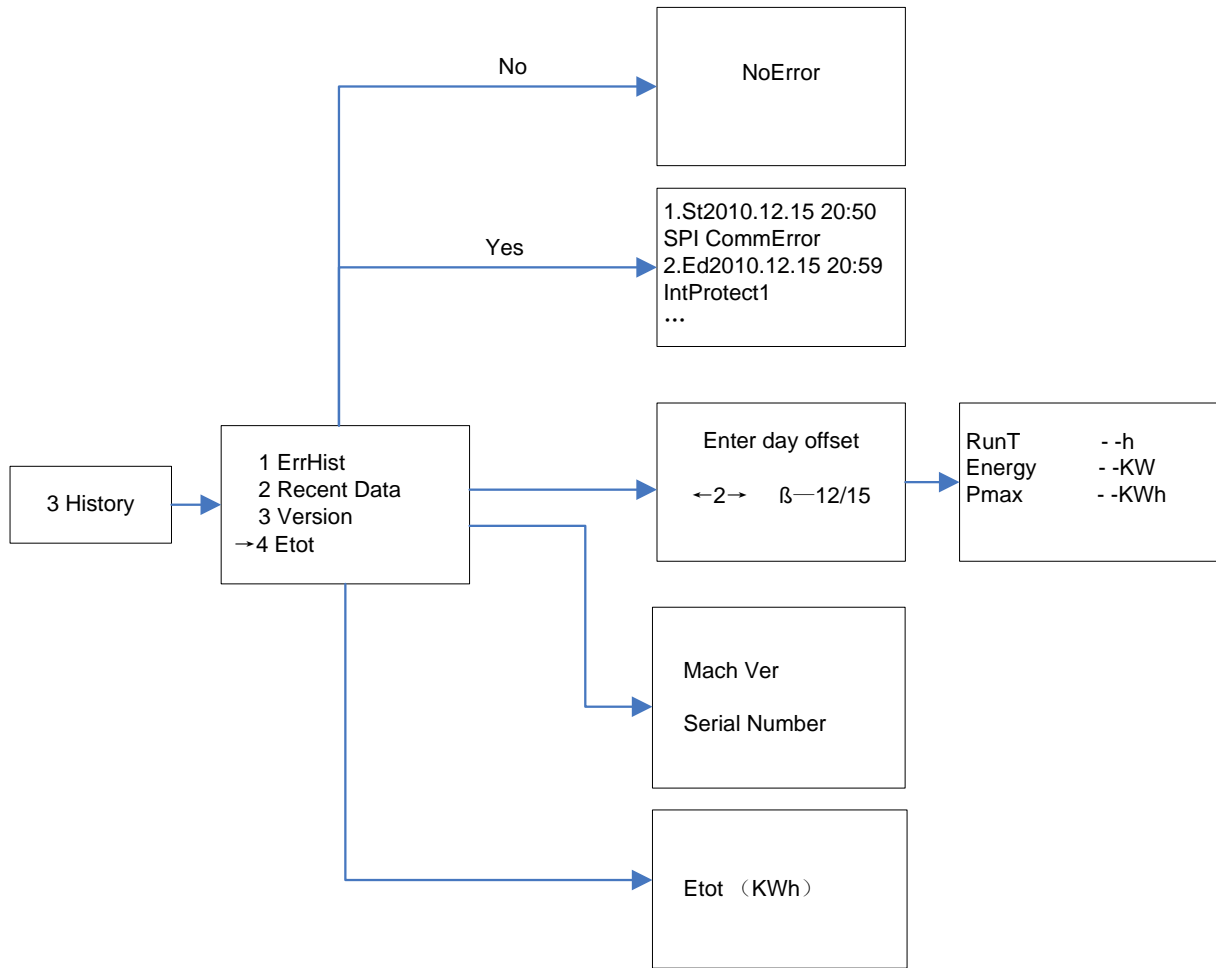 No
NoError
Yes
1.St2010.12.15 20:50
SPI CommError
2.Ed2010.12.15 20:59
IntProtect1
...
3 History
1 ErrHist
2 Recent Data
3 Version
→4 Etot
Enter day offset
←2→ ß—12/15
RunT - -h
Energy - -KW
Pmax - -KWh
Mach Ver
Serial Number
Etot （KWh）